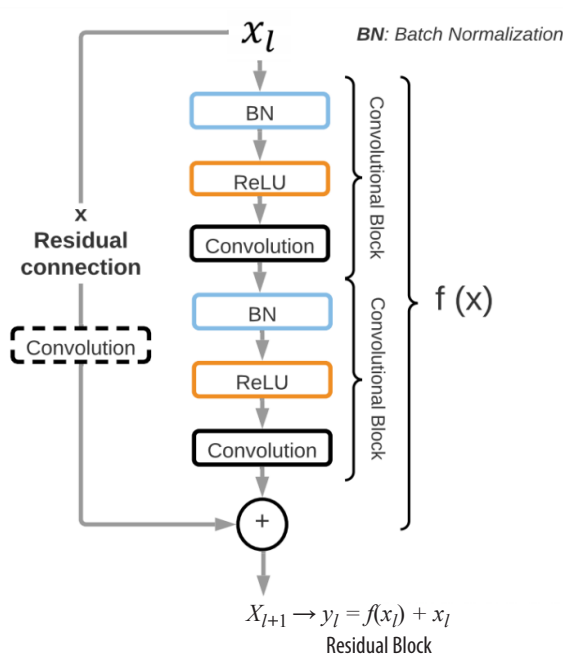 x_l
BN: Batch Normalization
BN
ReLU
Convolution
Convolutional Block
x
Residual
connection
Convolution
BN
ReLU
Convolution
Convolutional Block
f (x)
+
X_{l+1} → y_l = f(x_l) + x_l
Residual Block